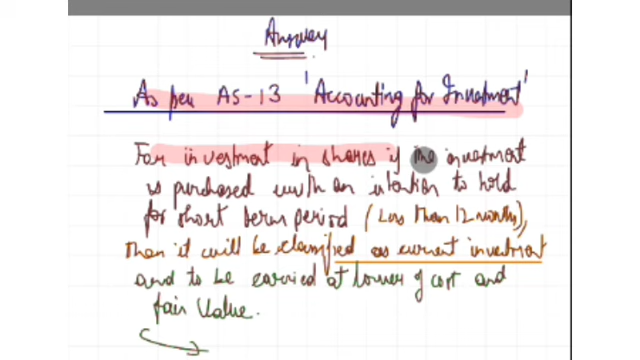 Answer
As per AS-13 'Accounting for Investment'
For investment in shares if the investment
is purchased with an intention to hold
for short term period (Less than 12 months),
then it will be classified as current investment
and to be carried at lower of cost and
fair value.